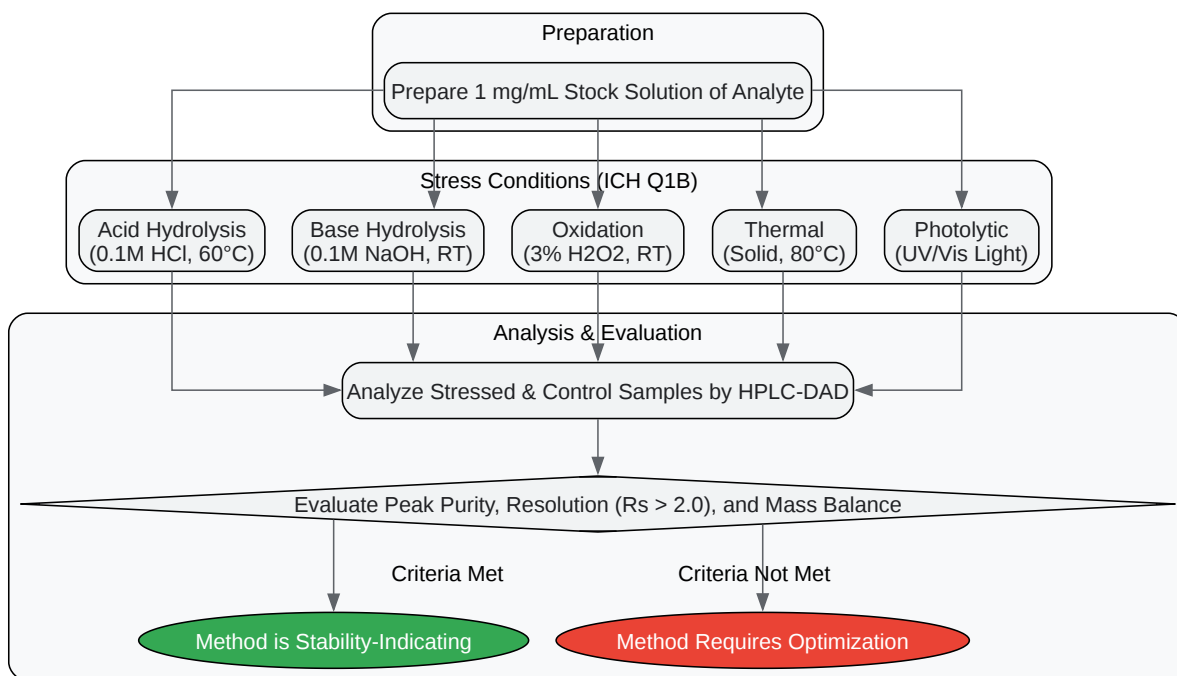 Preparation
Prepare 1 mg/mL Stock Solution of Analyte
Stress Conditions (ICH Q1B)
Acid Hydrolysis
(0.1M HCl, 60°C)
Base Hydrolysis
(0.1M NaOH, RT)
Oxidation
(3% H2O2, RT)
Thermal
(Solid, 80°C)
Photolytic
(UV/Vis Light)
Analysis & Evaluation
Analyze Stressed & Control Samples by HPLC-DAD
Evaluate Peak Purity, Resolution (Rs > 2.0), and Mass Balance
Criteria Met
Criteria Not Met
Method is Stability-Indicating
Method Requires Optimization